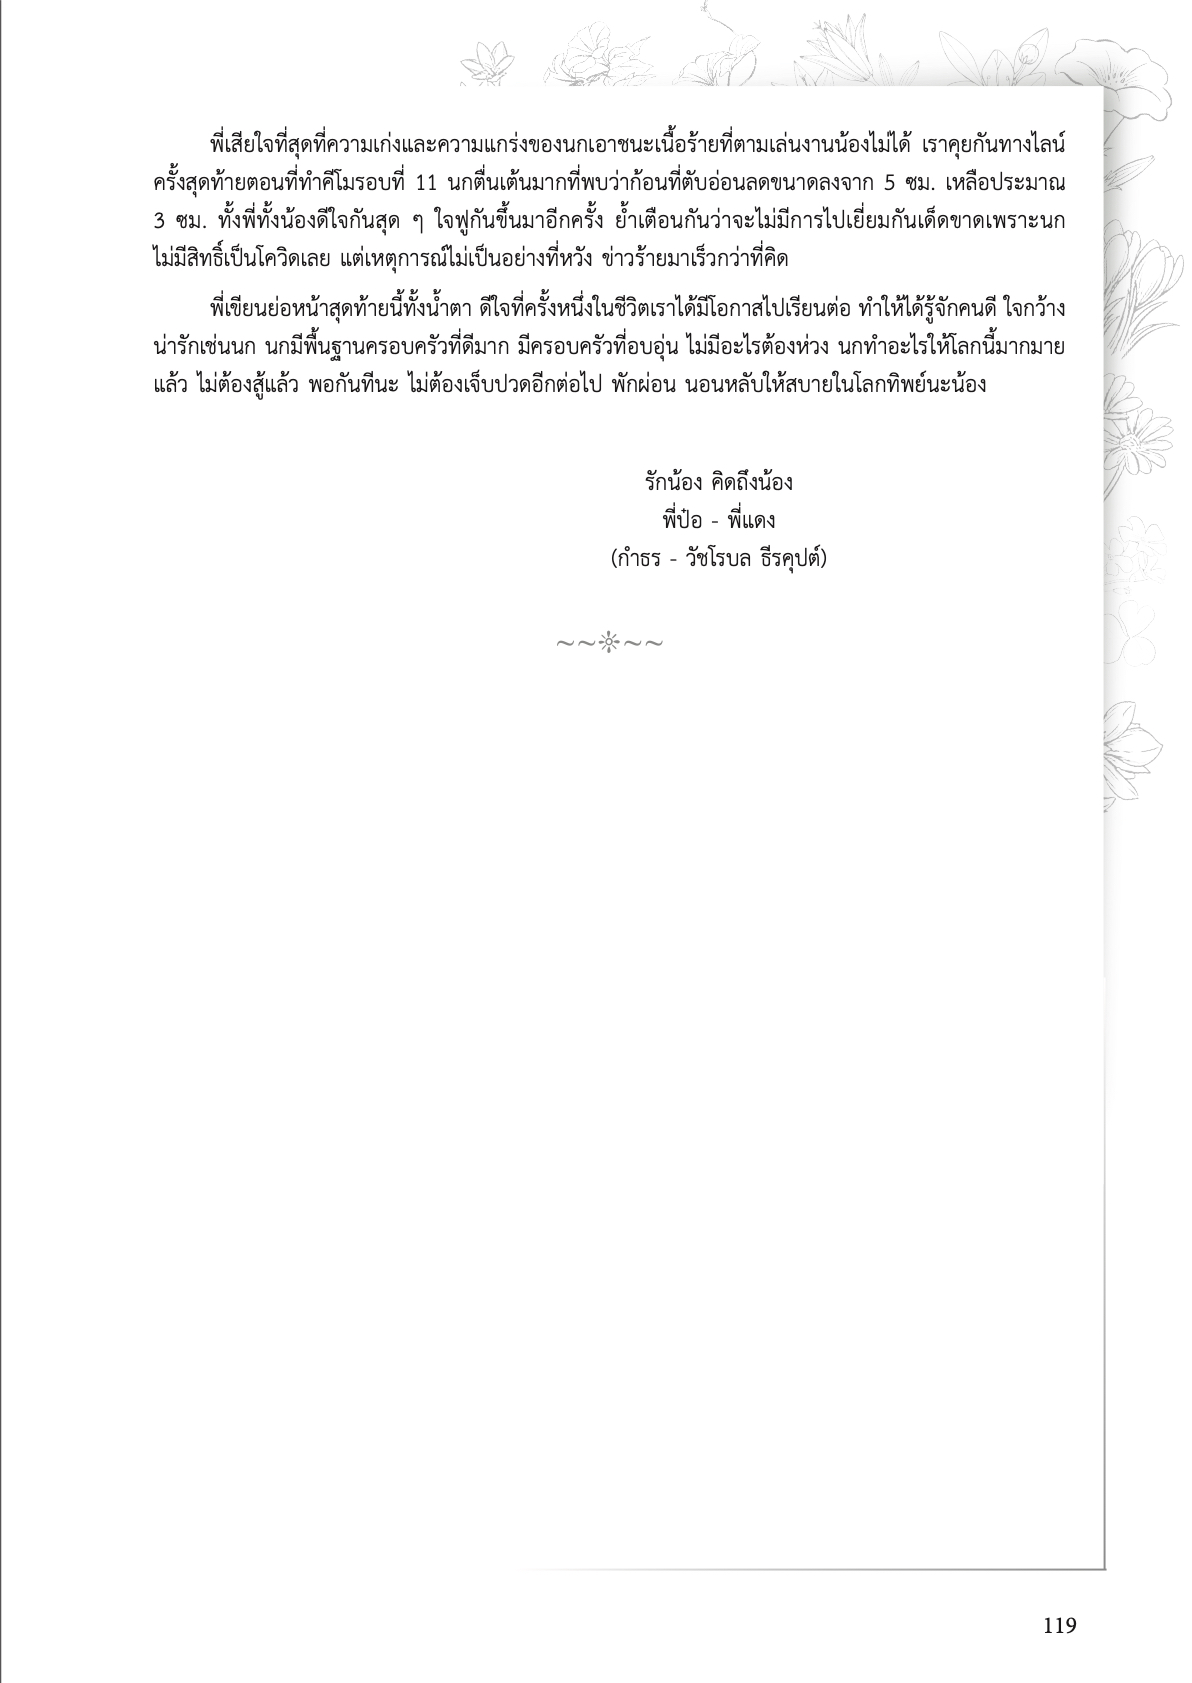 พี่เสียใจที่สุดที่ความเก่งและความแกร่งของนกเอาชนะเนื้อร้ายที่ตามเล่นงานน้องไม่ได้ เราคุยกันทางไลน์
ครั้งสุดท้ายตอนที่ทำคีโมรอบที่ 11 นกตื่นเต้นมากที่พบว่าก้อนที่ตับอ่อนลดขนาดลงจาก 5 ซม. เหลือประมาณ
3 ซม. ทั้งพี่ทั้งน้องดีใจกันสุด ๆ ใจฟูกันขึ้นมาอีกครั้ง ย้ำเตือนกันว่าจะไม่มีการไปเยี่ยมกันเด็ดขาดเพราะนก
ไม่มีสิทธิ์เป็นโควิดเลย แต่เหตุการณ์ไม่เป็นอย่างที่หวัง ข่าวร้ายมาเร็วกว่าที่คิด
พี่เขียนย่อหน้าสุดท้ายนี้ทั้งน้ำตา ดีใจที่ครั้งหนึ่งในชีวิตเราได้มีโอกาสไปเรียนต่อ ทำให้ได้รู้จักคนดี ใจกว้าง
น่ารักเช่นนก นกมีพื้นฐานครอบครัวที่ดีมาก มีครอบครัวที่อบอุ่น ไม่มีอะไรต้องห่วง นกทำอะไรให้โลกนี้มากมาย
แล้ว ไม่ต้องสู้แล้ว พอกันทีนะ ไม่ต้องเจ็บปวดอีกต่อไป พักผ่อน นอนหลับให้สบายในโลกทิพย์นะน้อง
รักน้อง คิดถึงน้อง
พี่ป๋อ - พี่แดง
(กำธร - วัชโรบล ธีรคุปต์)
~~❊~~
119